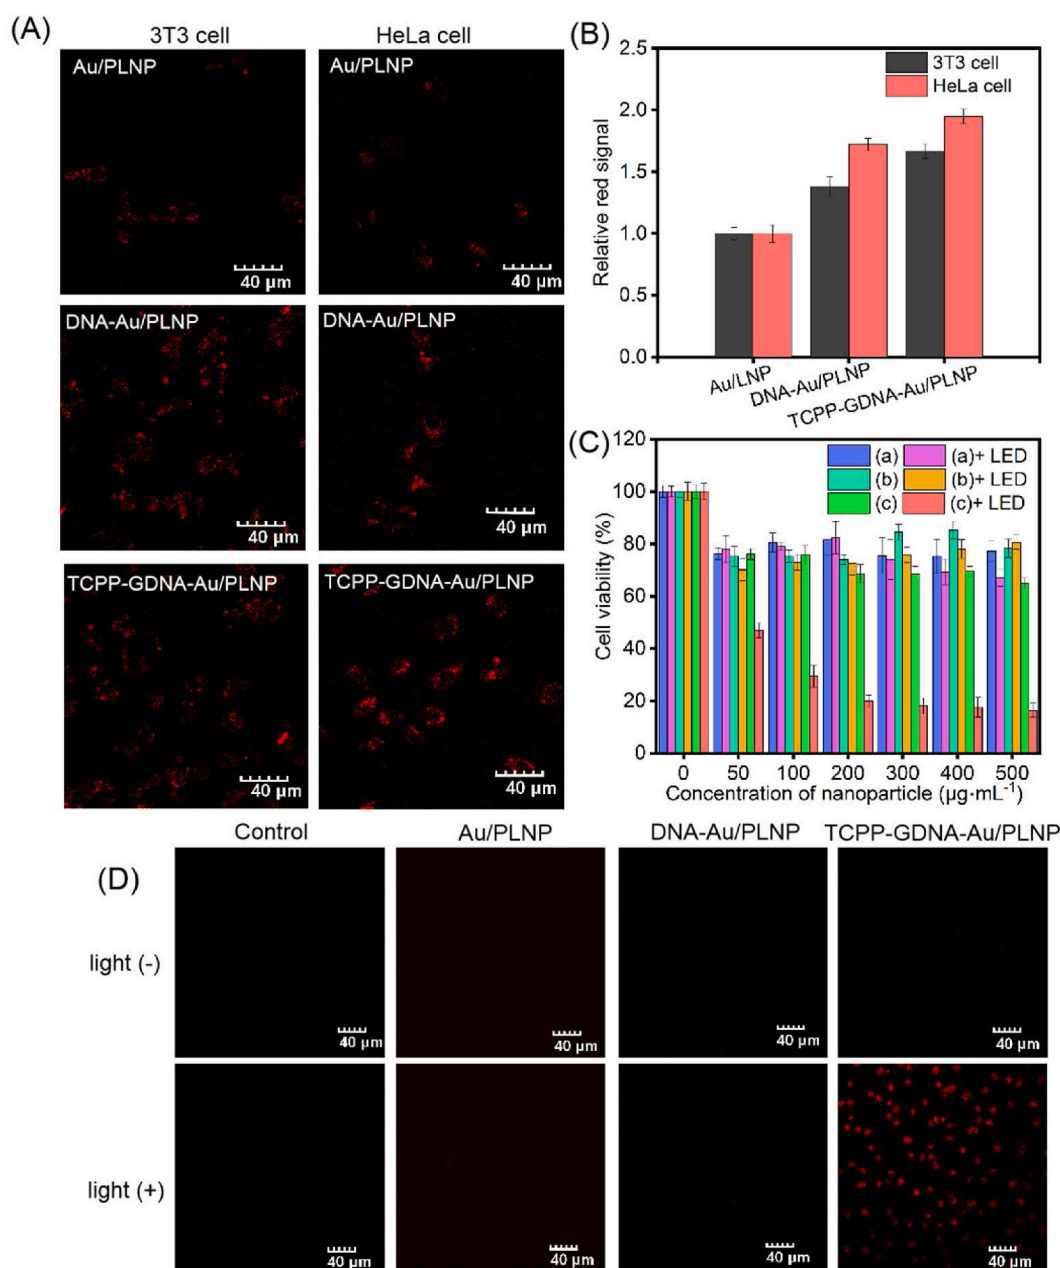 (A)
3T3 cell HeLa cell
Au/PLNP Au/PLNP
40 μm 40 μm
DNA-Au/PLNP DNA-Au/PLNP
40 μm 40 μm
TCPP-GDNA-Au/PLNP TCPP-GDNA-Au/PLNP
40 μm 40 μm
(B)
2.5
2.0
1.5
1.0
0.5
0.0
Relative red signal
3T3 cell
HeLa cell
Au/LNP
DNA-Au/PLNP
TCPP-GDNA-Au/PLNP
(C)
120
100
80
60
40
20
0
Cell viability (%)
(a) (a)+ LED
(b) (b)+ LED
(c) (c)+ LED
0 50 100 200 300 400 500
Concentration of nanoparticle (μg·mL⁻¹)
(D)
Control Au/PLNP DNA-Au/PLNP TCPP-GDNA-Au/PLNP
light (-)
40 μm 40 μm 40 μm 40 μm
light (+)
40 μm 40 μm 40 μm 40 μm